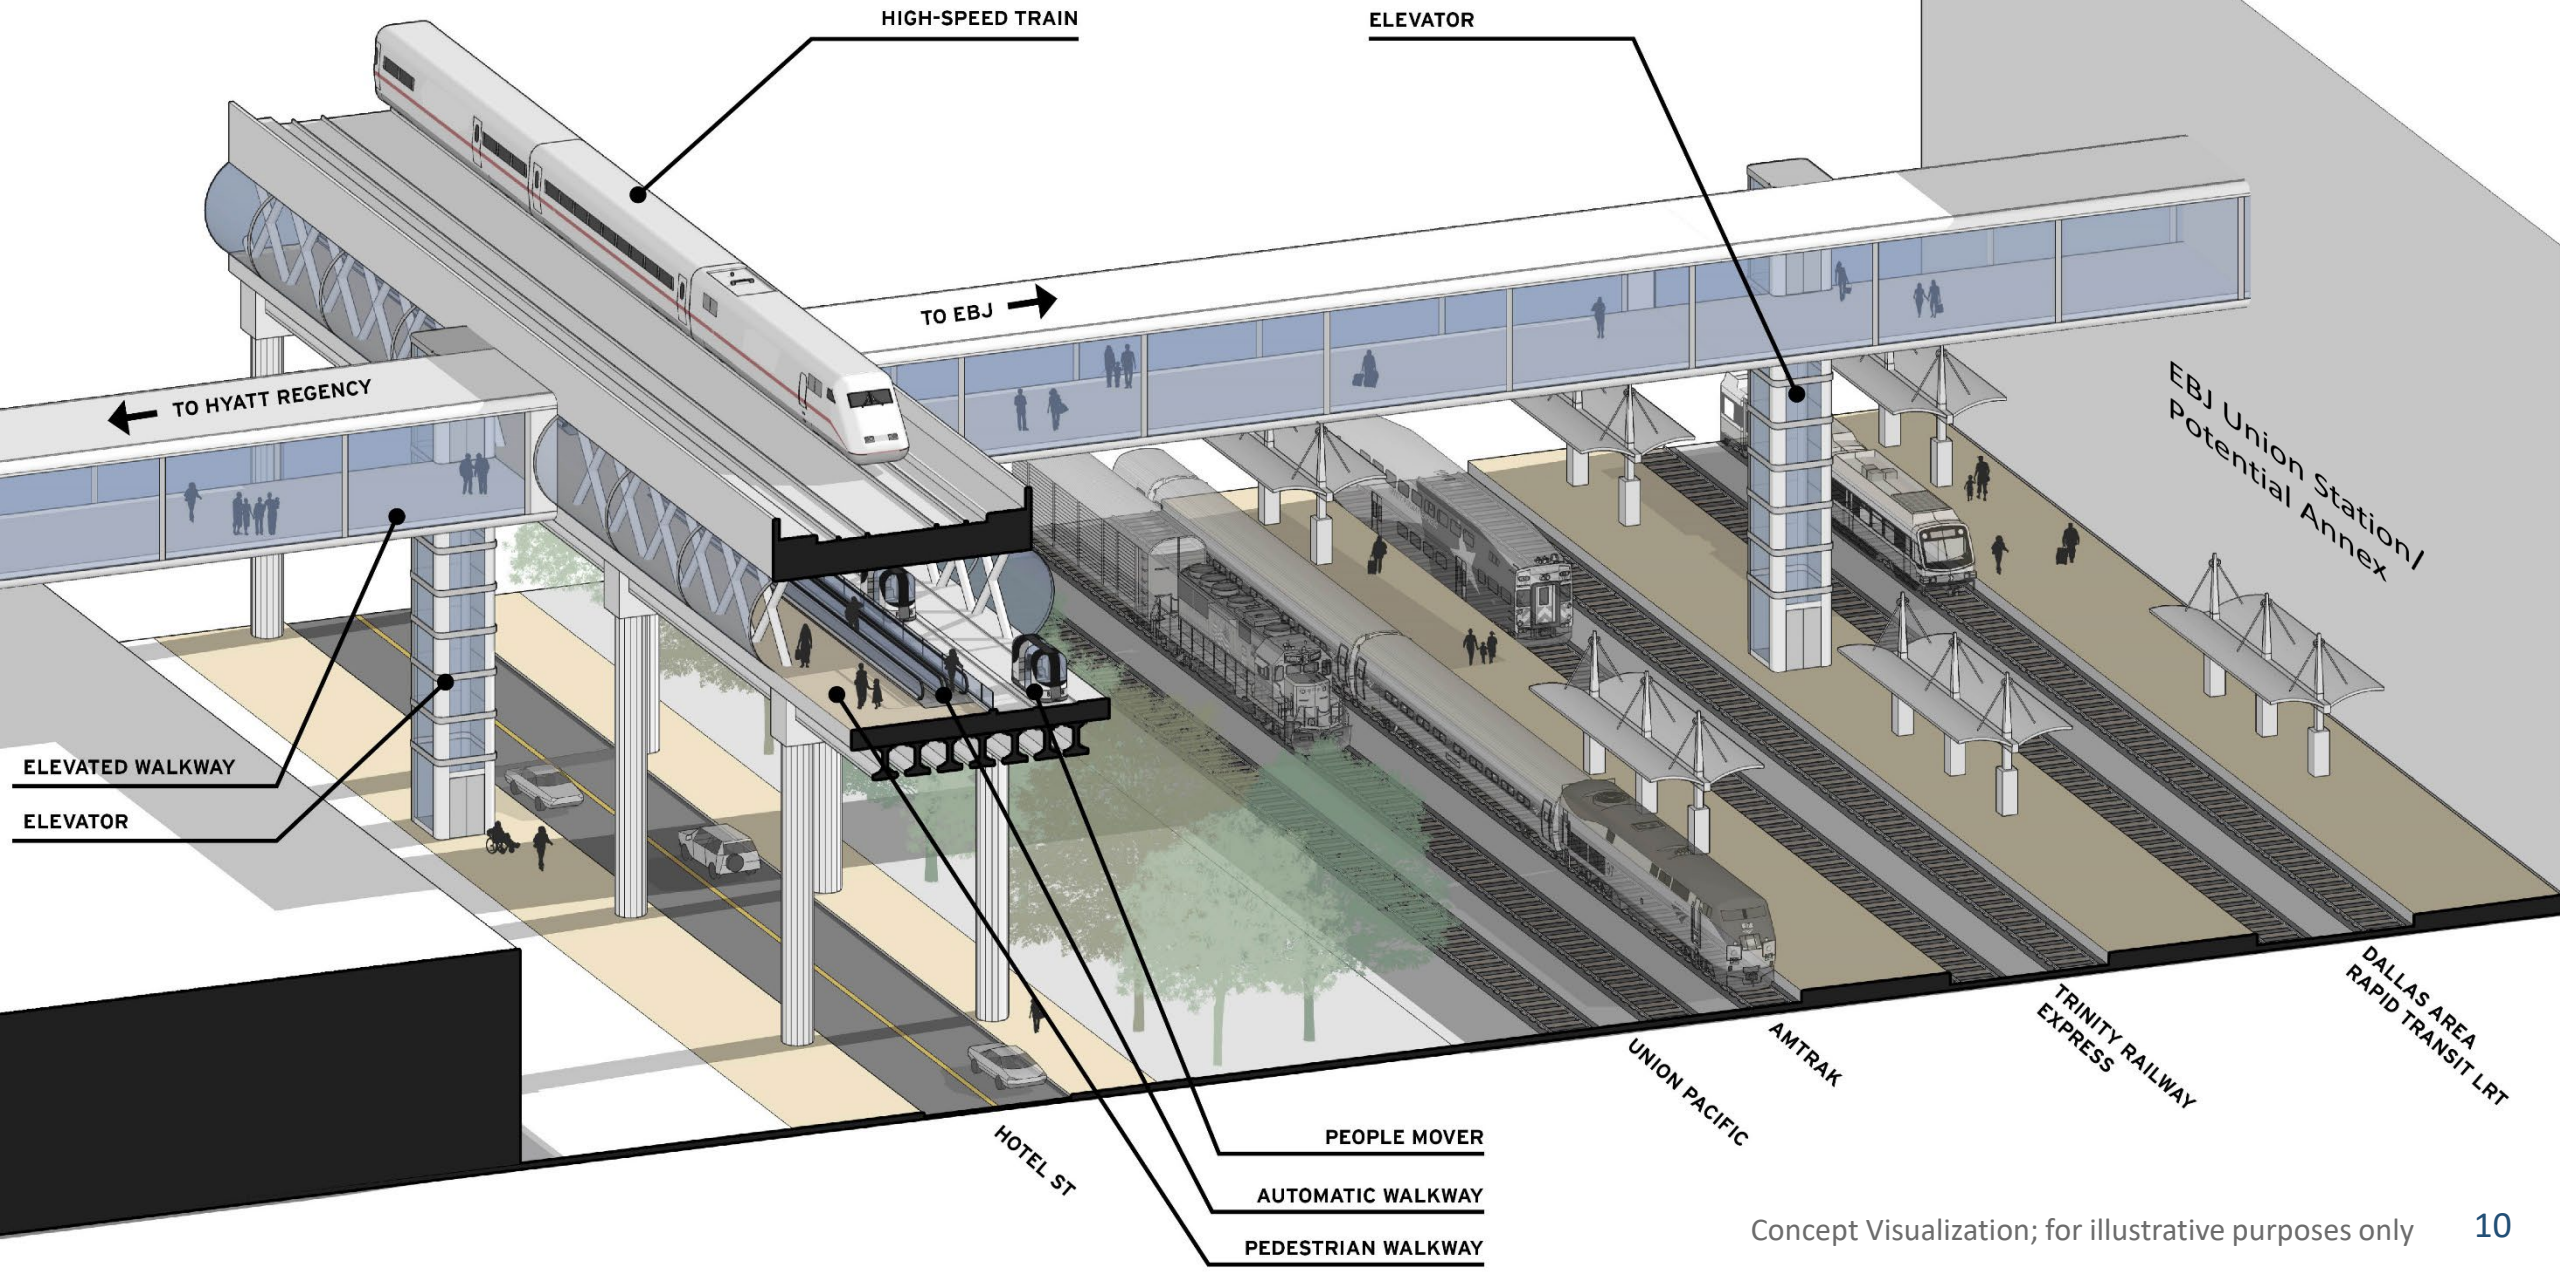 HIGH-SPEED TRAIN
ELEVATOR
TO EBJ
TO HYATT REGENCY
EBJ Union Station/
Potential Annex
ELEVATED WALKWAY
ELEVATOR
DALLAS AREA
RAPID TRANSIT LRT
TRINITY RAILWAY
EXPRESS
AMTRAK
UNION PACIFIC
HOTEL ST
PEOPLE MOVER
AUTOMATIC WALKWAY
PEDESTRIAN WALKWAY
Concept Visualization; for illustrative purposes only
10